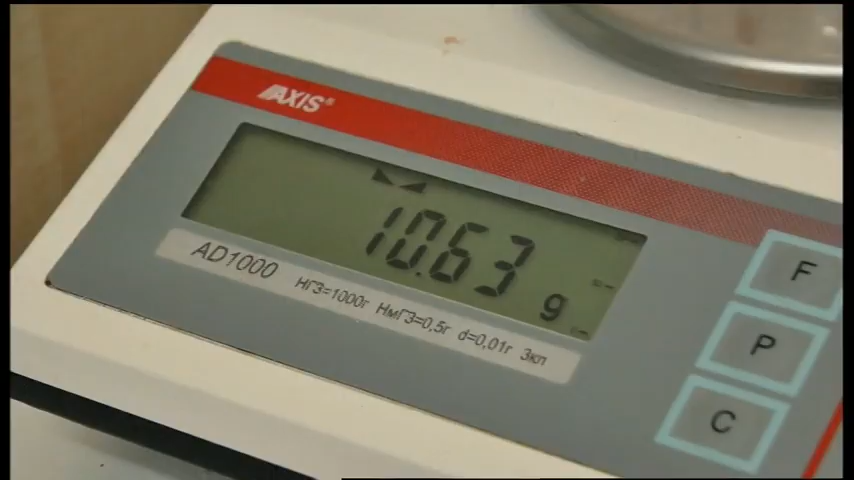 AXIS®
10.63 g
AD1000 НГЗ=1000г НмГЗ=0,5г d=0,01г 3кл
F
P
C